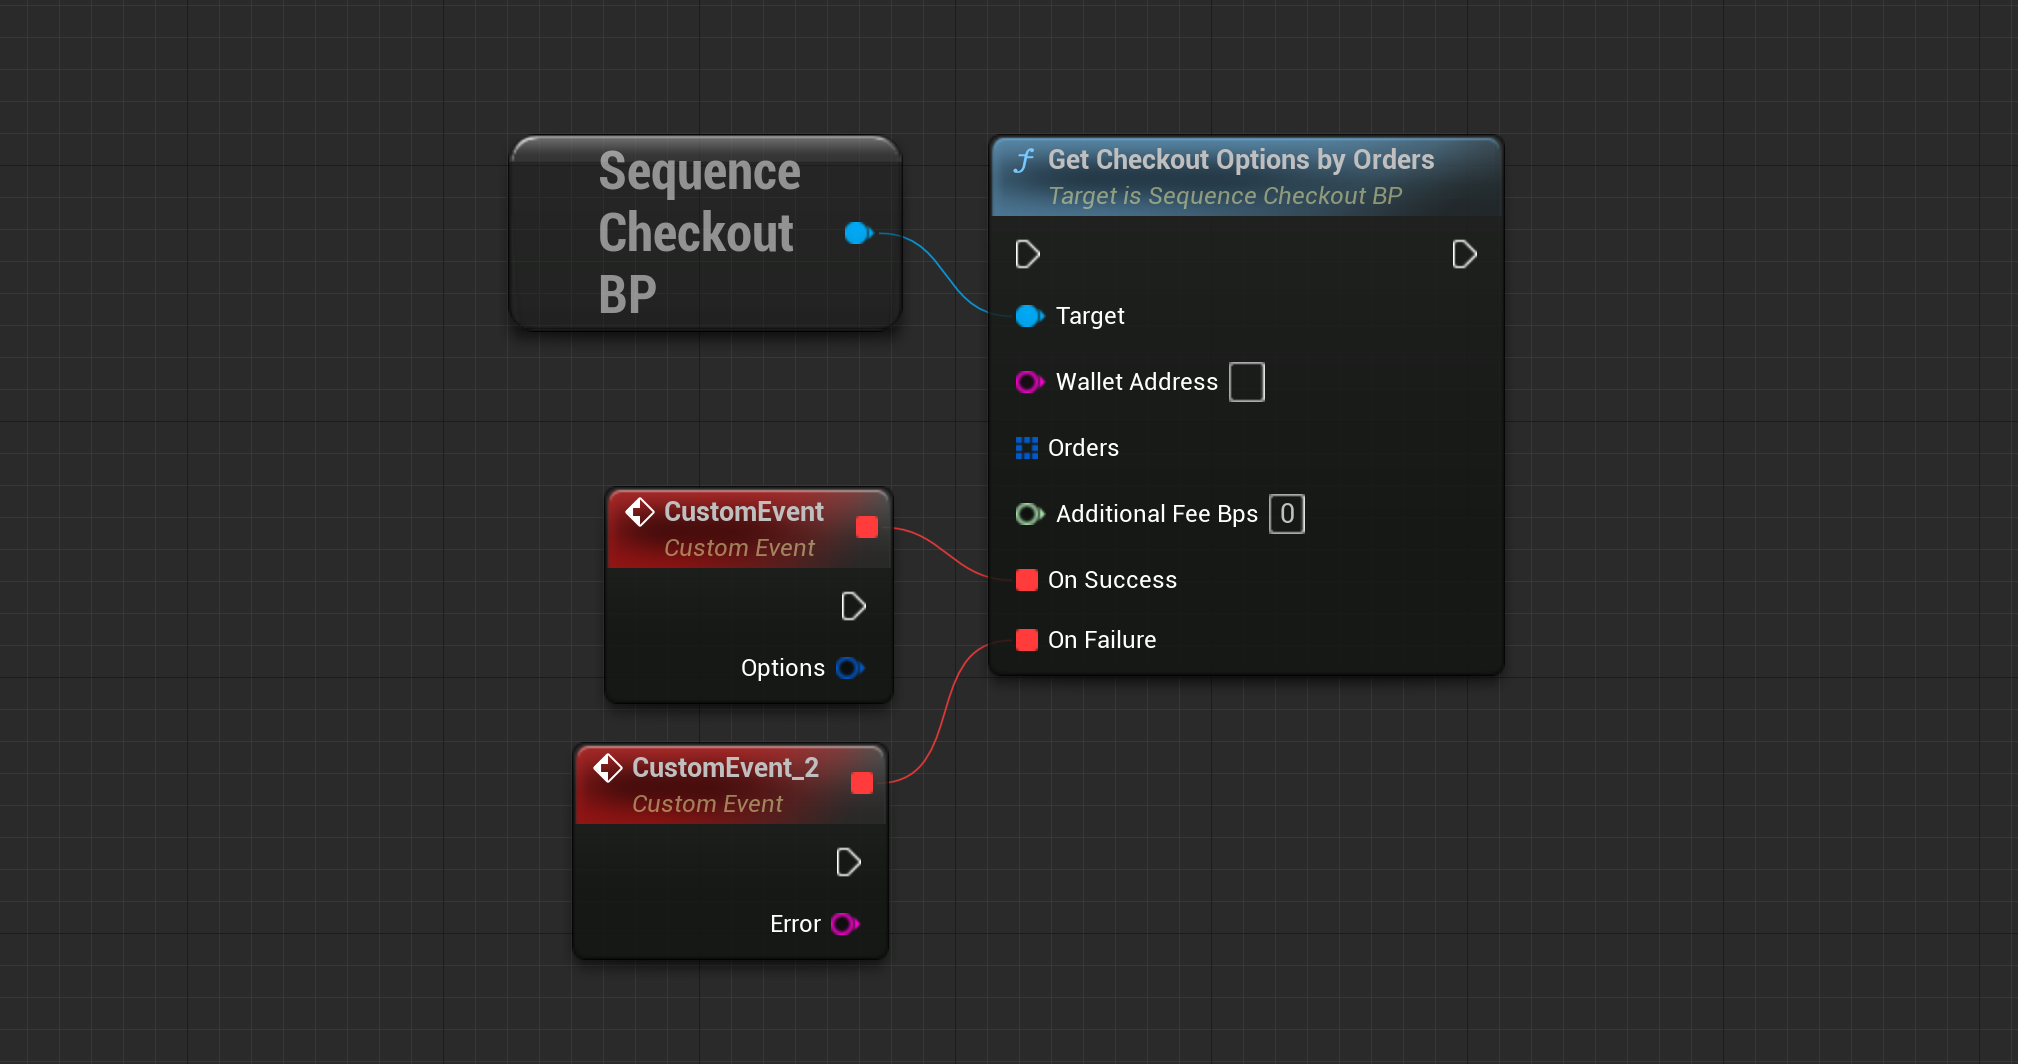 Sequence
Checkout
BP
Get Checkout Options by Orders
Target is Sequence Checkout BP
Target
Wallet Address
Orders
Additional Fee Bps 0
On Success
On Failure
CustomEvent
Custom Event
Options
CustomEvent_2
Custom Event
Error